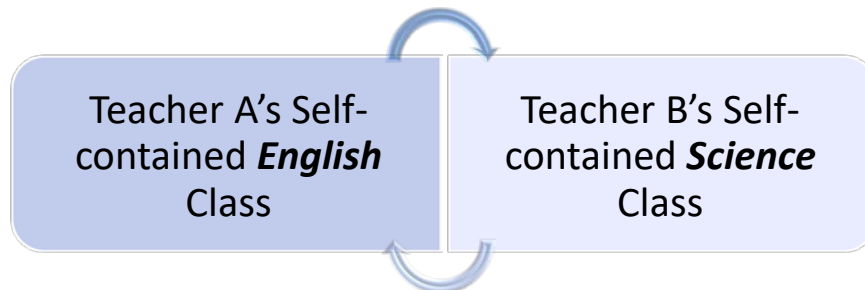 Teacher A’s Self-
contained English
Class
Teacher B’s Self-
contained Science
Class